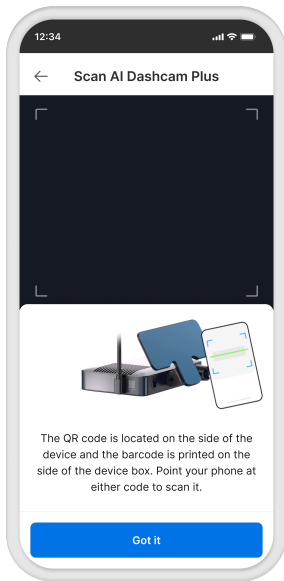 12:34
Scan AI Dashcam Plus
The QR code is located on the side of the
device and the barcode is printed on the
side of the device box. Point your phone at
either code to scan it.
Got it